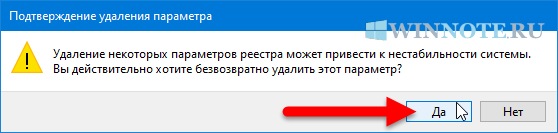 Подтверждение удаления параметра
WINNOTE.RU
Удаление некоторых параметров реестра может привести к нестабильности системы.
Вы действительно хотите безвозвратно удалить этот параметр?
Да
Нет